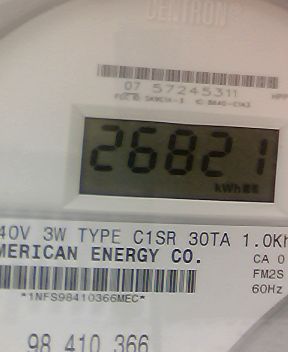 CENTRON®
07 57245311
26821
kWh
40V 3W TYPE C1SR 30TA 1.0Kh
MERICAN ENERGY CO.
CA 0
FM2S
60Hz
*1NFS98410366MEC*
98 410 366